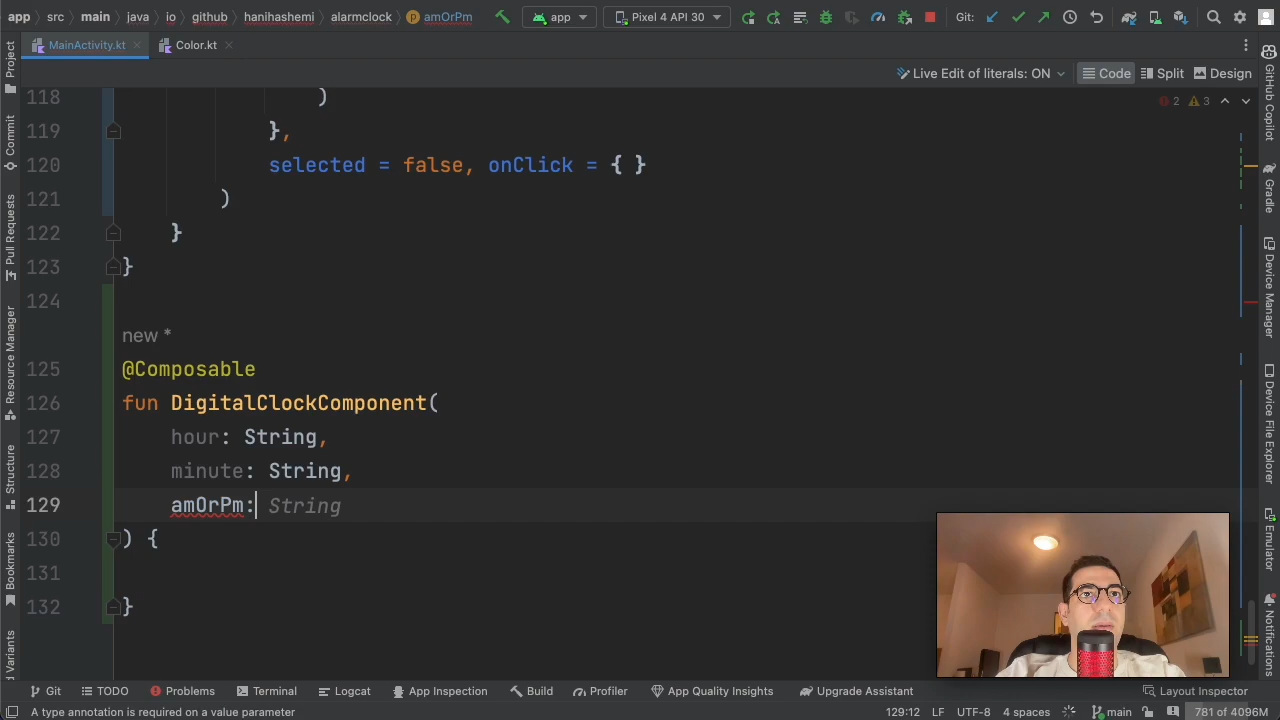 app src main java io github hanihashemi alarmclock amOrPm app Pixel 4 API 30 Git:
MainActivity.kt Color.kt
Live Edit of literals: ON Code Split Design
2 3
118 )
119 },
120 selected = false, onClick = { }
121 )
122 }
123 }
124
new *
125 @Composable
126 fun DigitalClockComponent(
127 hour: String,
128 minute: String,
129 amOrPm: String
130 ) {
131
132 }
Project
Commit
Pull Requests
Resource Manager
Structure
Bookmarks
d Variants
GitHub Copilot
Gradle
Device Manager
Device File Explorer
Emulator
Notifications
Git TODO Problems Terminal Logcat App Inspection Build Profiler App Quality Insights Upgrade Assistant Layout Inspector
A type annotation is required on a value parameter 129:12 LF UTF-8 4 spaces main 781 of 4096M